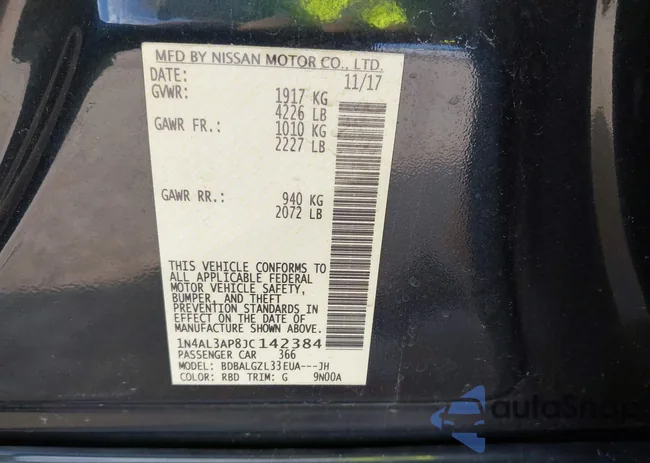 MFD BY NISSAN MOTOR CO., LTD.
DATE: 11/17
GVWR: 1917 KG
4226 LB
GAWR FR.: 1010 KG
2227 LB
GAWR RR.: 940 KG
2072 LB
THIS VEHICLE CONFORMS TO
ALL APPLICABLE FEDERAL
MOTOR VEHICLE SAFETY,
BUMPER, AND THEFT
PREVENTION STANDARDS IN
EFFECT ON THE DATE OF
MANUFACTURE SHOWN ABOVE.
1N4AL3AP8JC142384
PASSENGER CAR 366
MODEL: BDBALGZL33EUA---JH
COLOR: RBD TRIM: G 9N00A
autoSnap